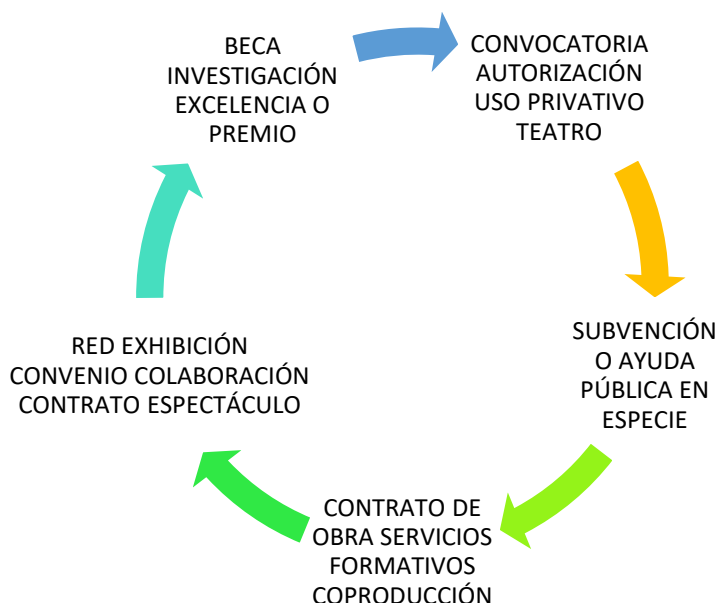 BECA
INVESTIGACIÓN
EXCELENCIA O
PREMIO
CONVOCATORIA
AUTORIZACIÓN
USO PRIVATIVO
TEATRO
SUBVENCIÓN
O AYUDA
PÚBLICA EN
ESPECIE
CONTRATO DE
OBRA SERVICIOS
FORMATIVOS
COPRODUCCIÓN
RED EXHIBICIÓN
CONVENIO COLABORACIÓN
CONTRATO ESPECTÁCULO